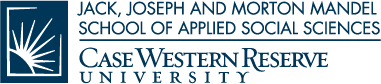 JACK, JOSEPH AND MORTON MANDEL
SCHOOL OF APPLIED SOCIAL SCIENCES
CASE WESTERN RESERVE
UNIVERSITY